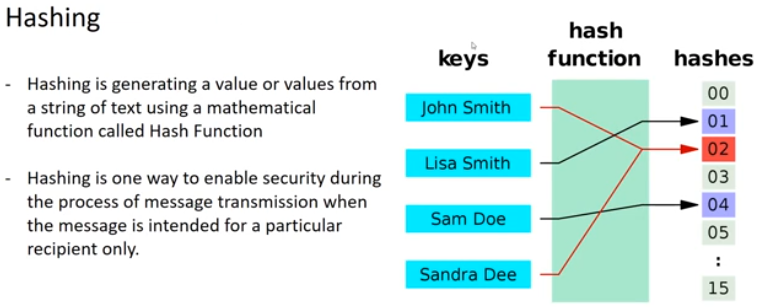 Hashing
- Hashing is generating a value or values from
a string of text using a mathematical
function called Hash Function
- Hashing is one way to enable security during
the process of message transmission when
the message is intended for a particular
recipient only.
keys
hash
function
hashes
John Smith
Lisa Smith
Sam Doe
Sandra Dee
00
01
02
03
04
05
:
15